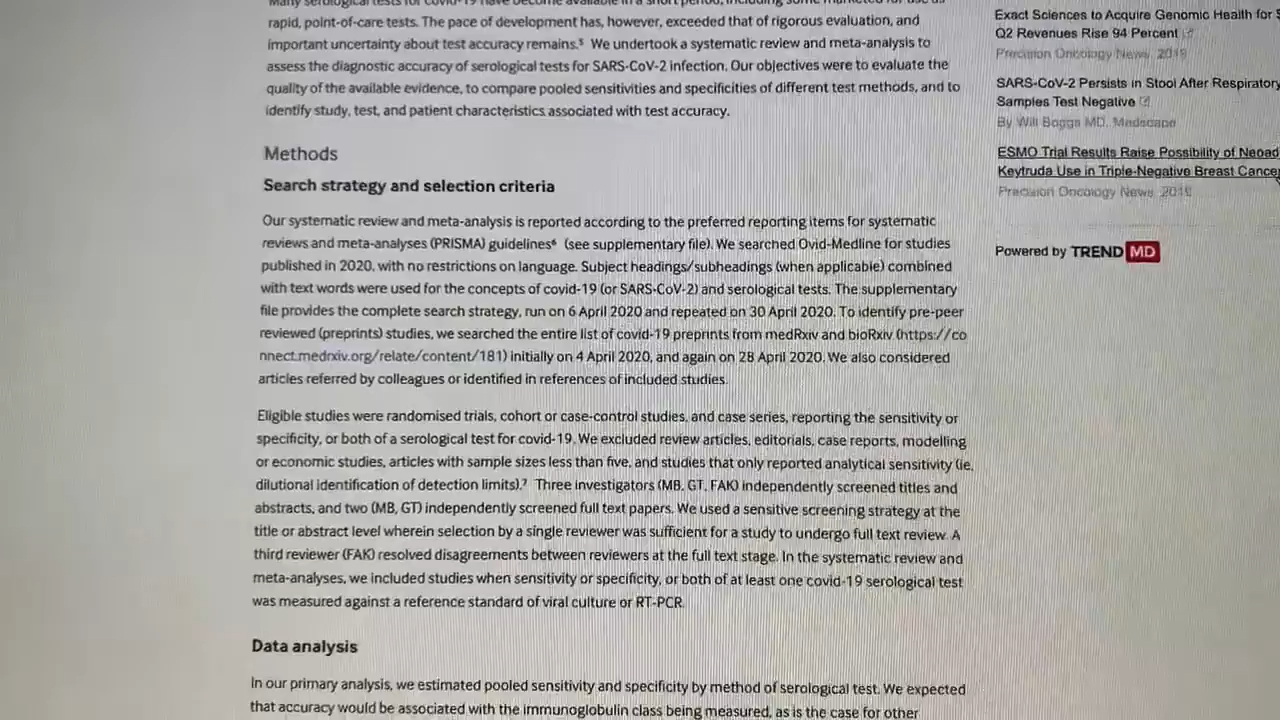 Many serological tests for covid-19 have become available in a short period, including some marketed for use as
rapid, point-of-care tests. The pace of development has, however, exceeded that of rigorous evaluation, and
important uncertainty about test accuracy remains.⁵ We undertook a systematic review and meta-analysis to
assess the diagnostic accuracy of serological tests for SARS-CoV-2 infection. Our objectives were to evaluate the
quality of the available evidence, to compare pooled sensitivities and specificities of different test methods, and to
identify study, test, and patient characteristics associated with test accuracy.
Methods
Search strategy and selection criteria
Our systematic review and meta-analysis is reported according to the preferred reporting items for systematic
reviews and meta-analyses (PRISMA) guidelines⁶ (see supplementary file). We searched Ovid-Medline for studies
published in 2020, with no restrictions on language. Subject headings/subheadings (when applicable) combined
with text words were used for the concepts of covid-19 (or SARS-CoV-2) and serological tests. The supplementary
file provides the complete search strategy, run on 6 April 2020 and repeated on 30 April 2020. To identify pre-peer
reviewed (preprints) studies, we searched the entire list of covid-19 preprints from medRxiv and bioRxiv (https://co
nnect.medrxiv.org/relate/content/181) initially on 4 April 2020, and again on 28 April 2020. We also considered
articles referred by colleagues or identified in references of included studies.
Eligible studies were randomised trials, cohort or case-control studies, and case series, reporting the sensitivity or
specificity, or both of a serological test for covid-19. We excluded review articles, editorials, case reports, modelling
or economic studies, articles with sample sizes less than five, and studies that only reported analytical sensitivity (ie,
dilutional identification of detection limits).⁷ Three investigators (MB, GT, FAK) independently screened titles and
abstracts, and two (MB, GT) independently screened full text papers. We used a sensitive screening strategy at the
title or abstract level wherein selection by a single reviewer was sufficient for a study to undergo full text review. A
third reviewer (FAK) resolved disagreements between reviewers at the full text stage. In the systematic review and
meta-analyses, we included studies when sensitivity or specificity, or both of at least one covid-19 serological test
was measured against a reference standard of viral culture or RT-PCR.
Data analysis
In our primary analysis, we estimated pooled sensitivity and specificity by method of serological test. We expected
that accuracy would be associated with the immunoglobulin class being measured, as is the case for other
Exact Sciences to Acquire Genomic Health for
Q2 Revenues Rise 94 Percent
Precision Oncology News, 2019
SARS-CoV-2 Persists in Stool After Respiratory
Samples Test Negative
By Will Boggs MD, Medscape
ESMO Trial Results Raise Possibility of
Keytruda Use in Triple-Negative Breast Cancer
Precision Oncology News, 2019
Powered by TREND MD